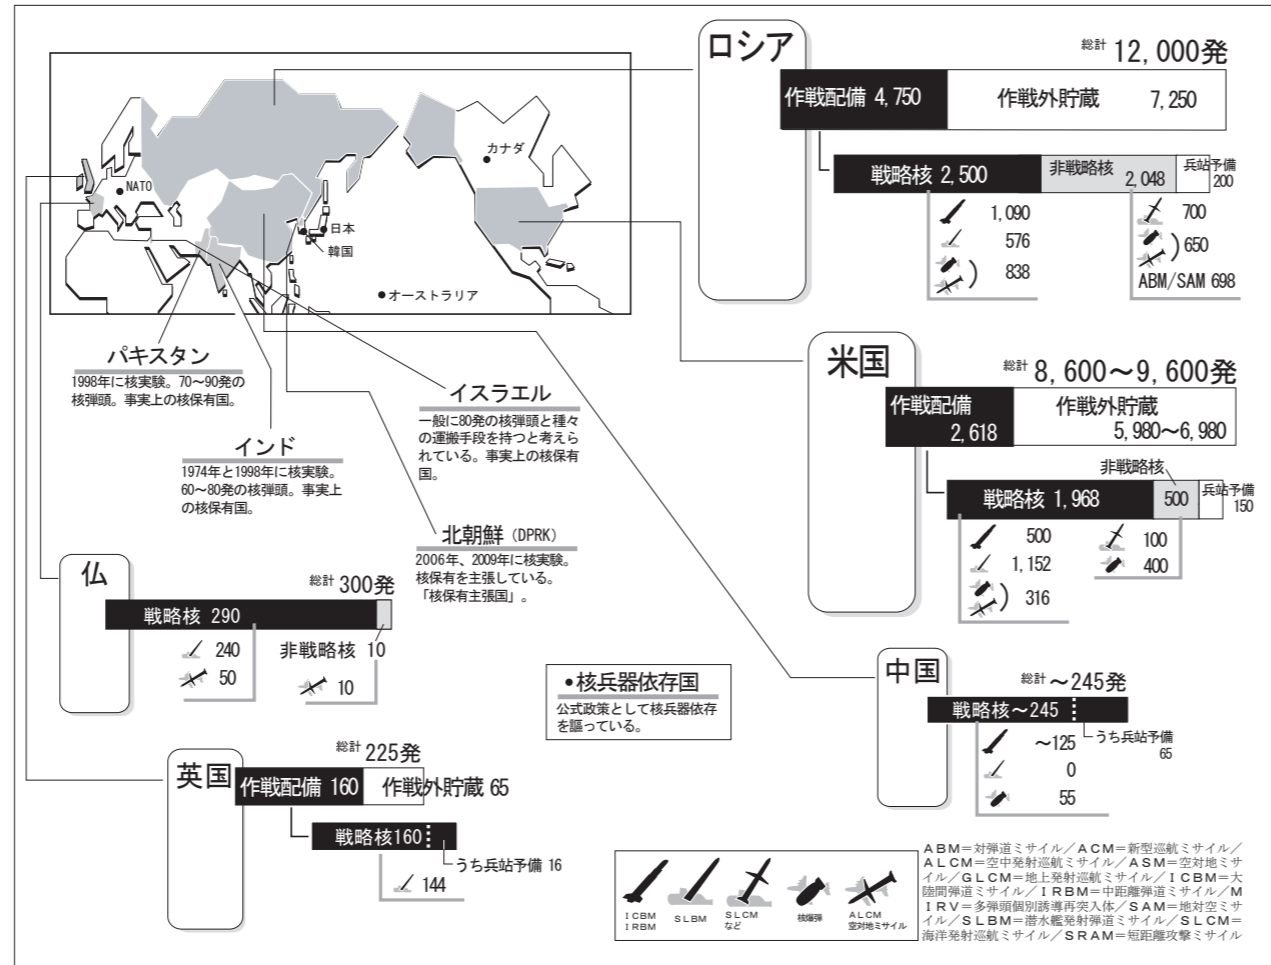 ロシア
総計 12,000発
作戦配備 4,750
作戦外貯蔵 7,250
戦略核 2,500
非戦略核 2,048
兵站予備 200
1,090
576
838
700
650
ABM/SAM 698
カナダ
NATO
日本
韓国
オーストラリア
米国
総計 8,600〜9,600発
作戦配備
2,618
作戦外貯蔵
5,980〜6,980
非戦略核
戦略核 1,968
500
兵站予備
150
500
1,152
316
100
400
パキスタン
1998年に核実験。70〜90発の
核弾頭。事実上の核保有国。
イスラエル
一般に80発の核弾頭と種々
の運搬手段を持つと考えら
れている。事実上の核保有
国。
インド
1974年と1998年に核実験。
60〜80発の核弾頭。事実上
の核保有国。
北朝鮮(DPRK)
2006年、2009年に核実験。
核保有を主張している。
「核保有主張国」。
仏
総計 300発
戦略核 290
240
50
非戦略核 10
10
•核兵器依存国
公式政策として核兵器依存
を謳っている。
中国
総計 〜245発
戦略核〜245
うち兵站予備
65
〜125
0
55
英国
総計 225発
作戦配備 160
作戦外貯蔵 65
戦略核160
うち兵站予備 16
144
ICBM
IRBM
SLBM
SLCM
など
核爆弾
ALCM
空対地ミサイル
ABM=対弾道ミサイル/ACM=新型巡航ミサイル/
ALCM=空中発射巡航ミサイル/ASM=空対地ミサ
イル/GLCM=地上発射巡航ミサイル/ICBM=大
陸間弾道ミサイル/IRBM=中距離弾道ミサイル/M
IRV=多弾頭個別誘導再突入体/SAM=地対空ミサ
イル/SLBM=潜水艦発射弾道ミサイル/SLCM=
海洋発射巡航ミサイル/SRAM=短距離攻撃ミサイル